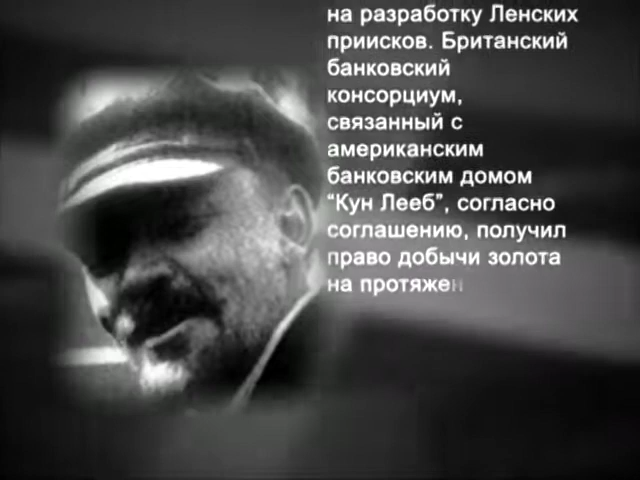 на разработку Ленских
приисков. Британский
банковский
консорциум,
связанный с
американским
банковским домом
“Кун Лееб”, согласно
соглашению, получил
право добычи золота
на протяжен